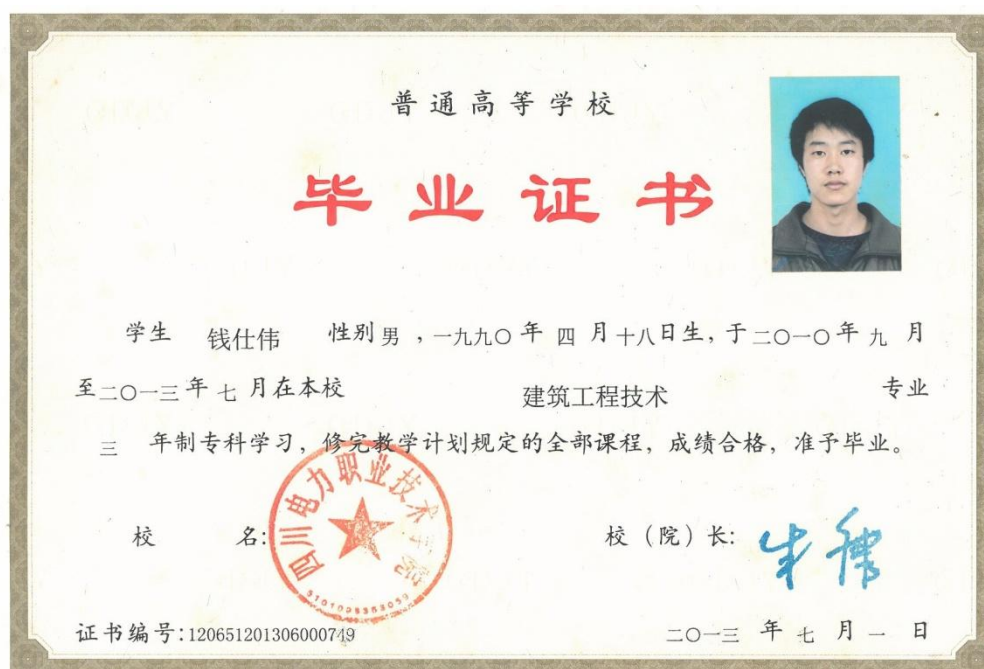 普通高等学校
毕业证书
学生 钱仕伟 性别 男 ，一九九〇年 四 月十八日生，于二〇一〇年 九 月
至二〇一三年 七 月在本校 建筑工程技术 专业
三 年制专科学习，修完教学计划规定的全部课程，成绩合格，准予毕业。
校 名：
四川电力职业技术学院
校（院）长：
证书编号：120651201306000749
二〇一三 年 七 月 一 日